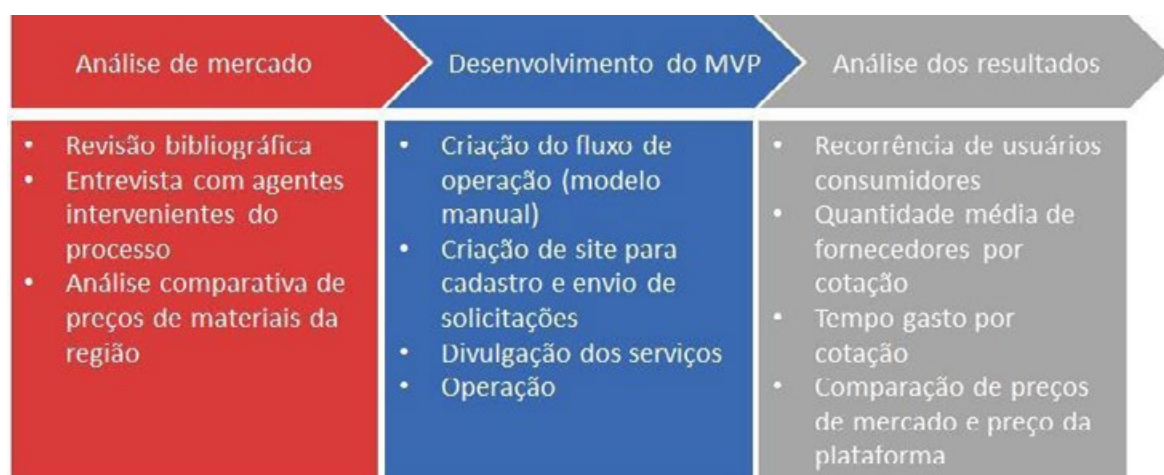 Análise de mercado
Desenvolvimento do MVP
Análise dos resultados
• Revisão bibliográfica
• Entrevista com agentes
intervenientes do
processo
• Análise comparativa de
preços de materiais da
região
• Criação do fluxo de
operação (modelo
manual)
• Criação de site para
cadastro e envio de
solicitações
• Divulgação dos serviços
• Operação
• Recorrência de usuários
consumidores
• Quantidade média de
fornecedores por
cotação
• Tempo gasto por
cotação
• Comparação de preços
de mercado e preço da
plataforma